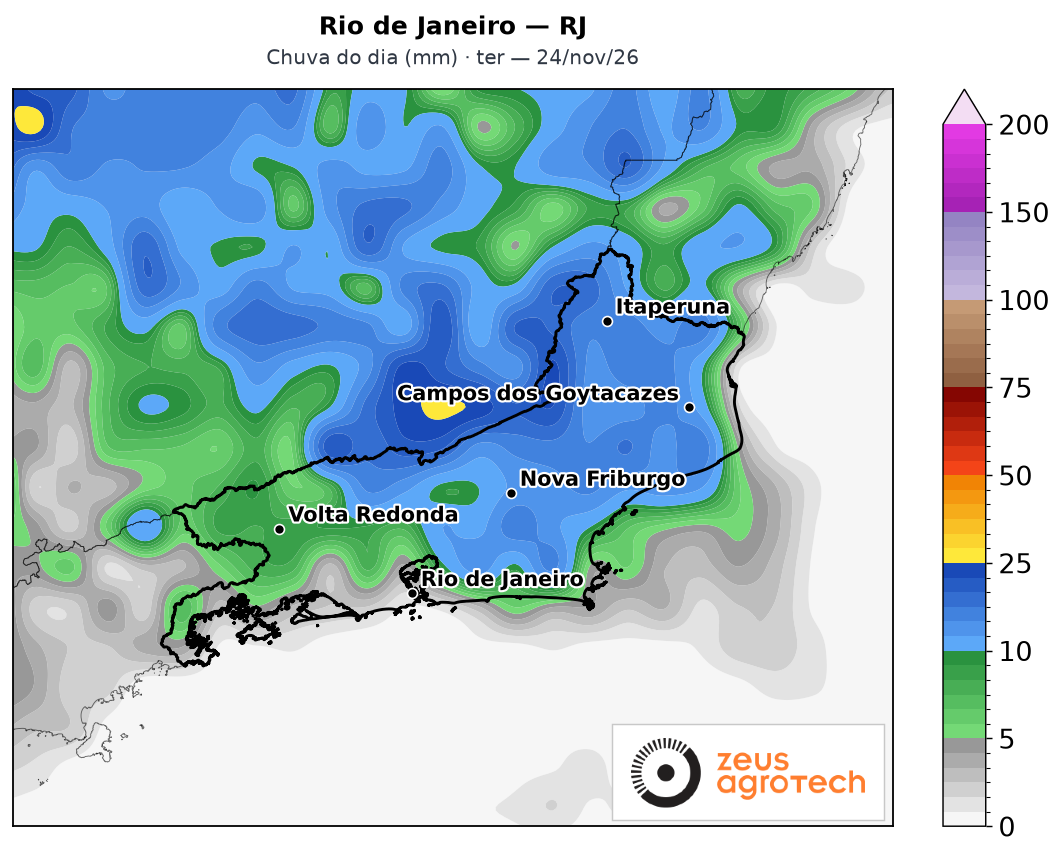 Rio de Janeiro — RJ
Chuva do dia (mm) · ter — 24/nov/26
Itaperuna
Campos dos Goytacazes
Nova Friburgo
Volta Redonda
Rio de Janeiro
200
150
100
75
50
25
10
5
0
zeus
agrotech